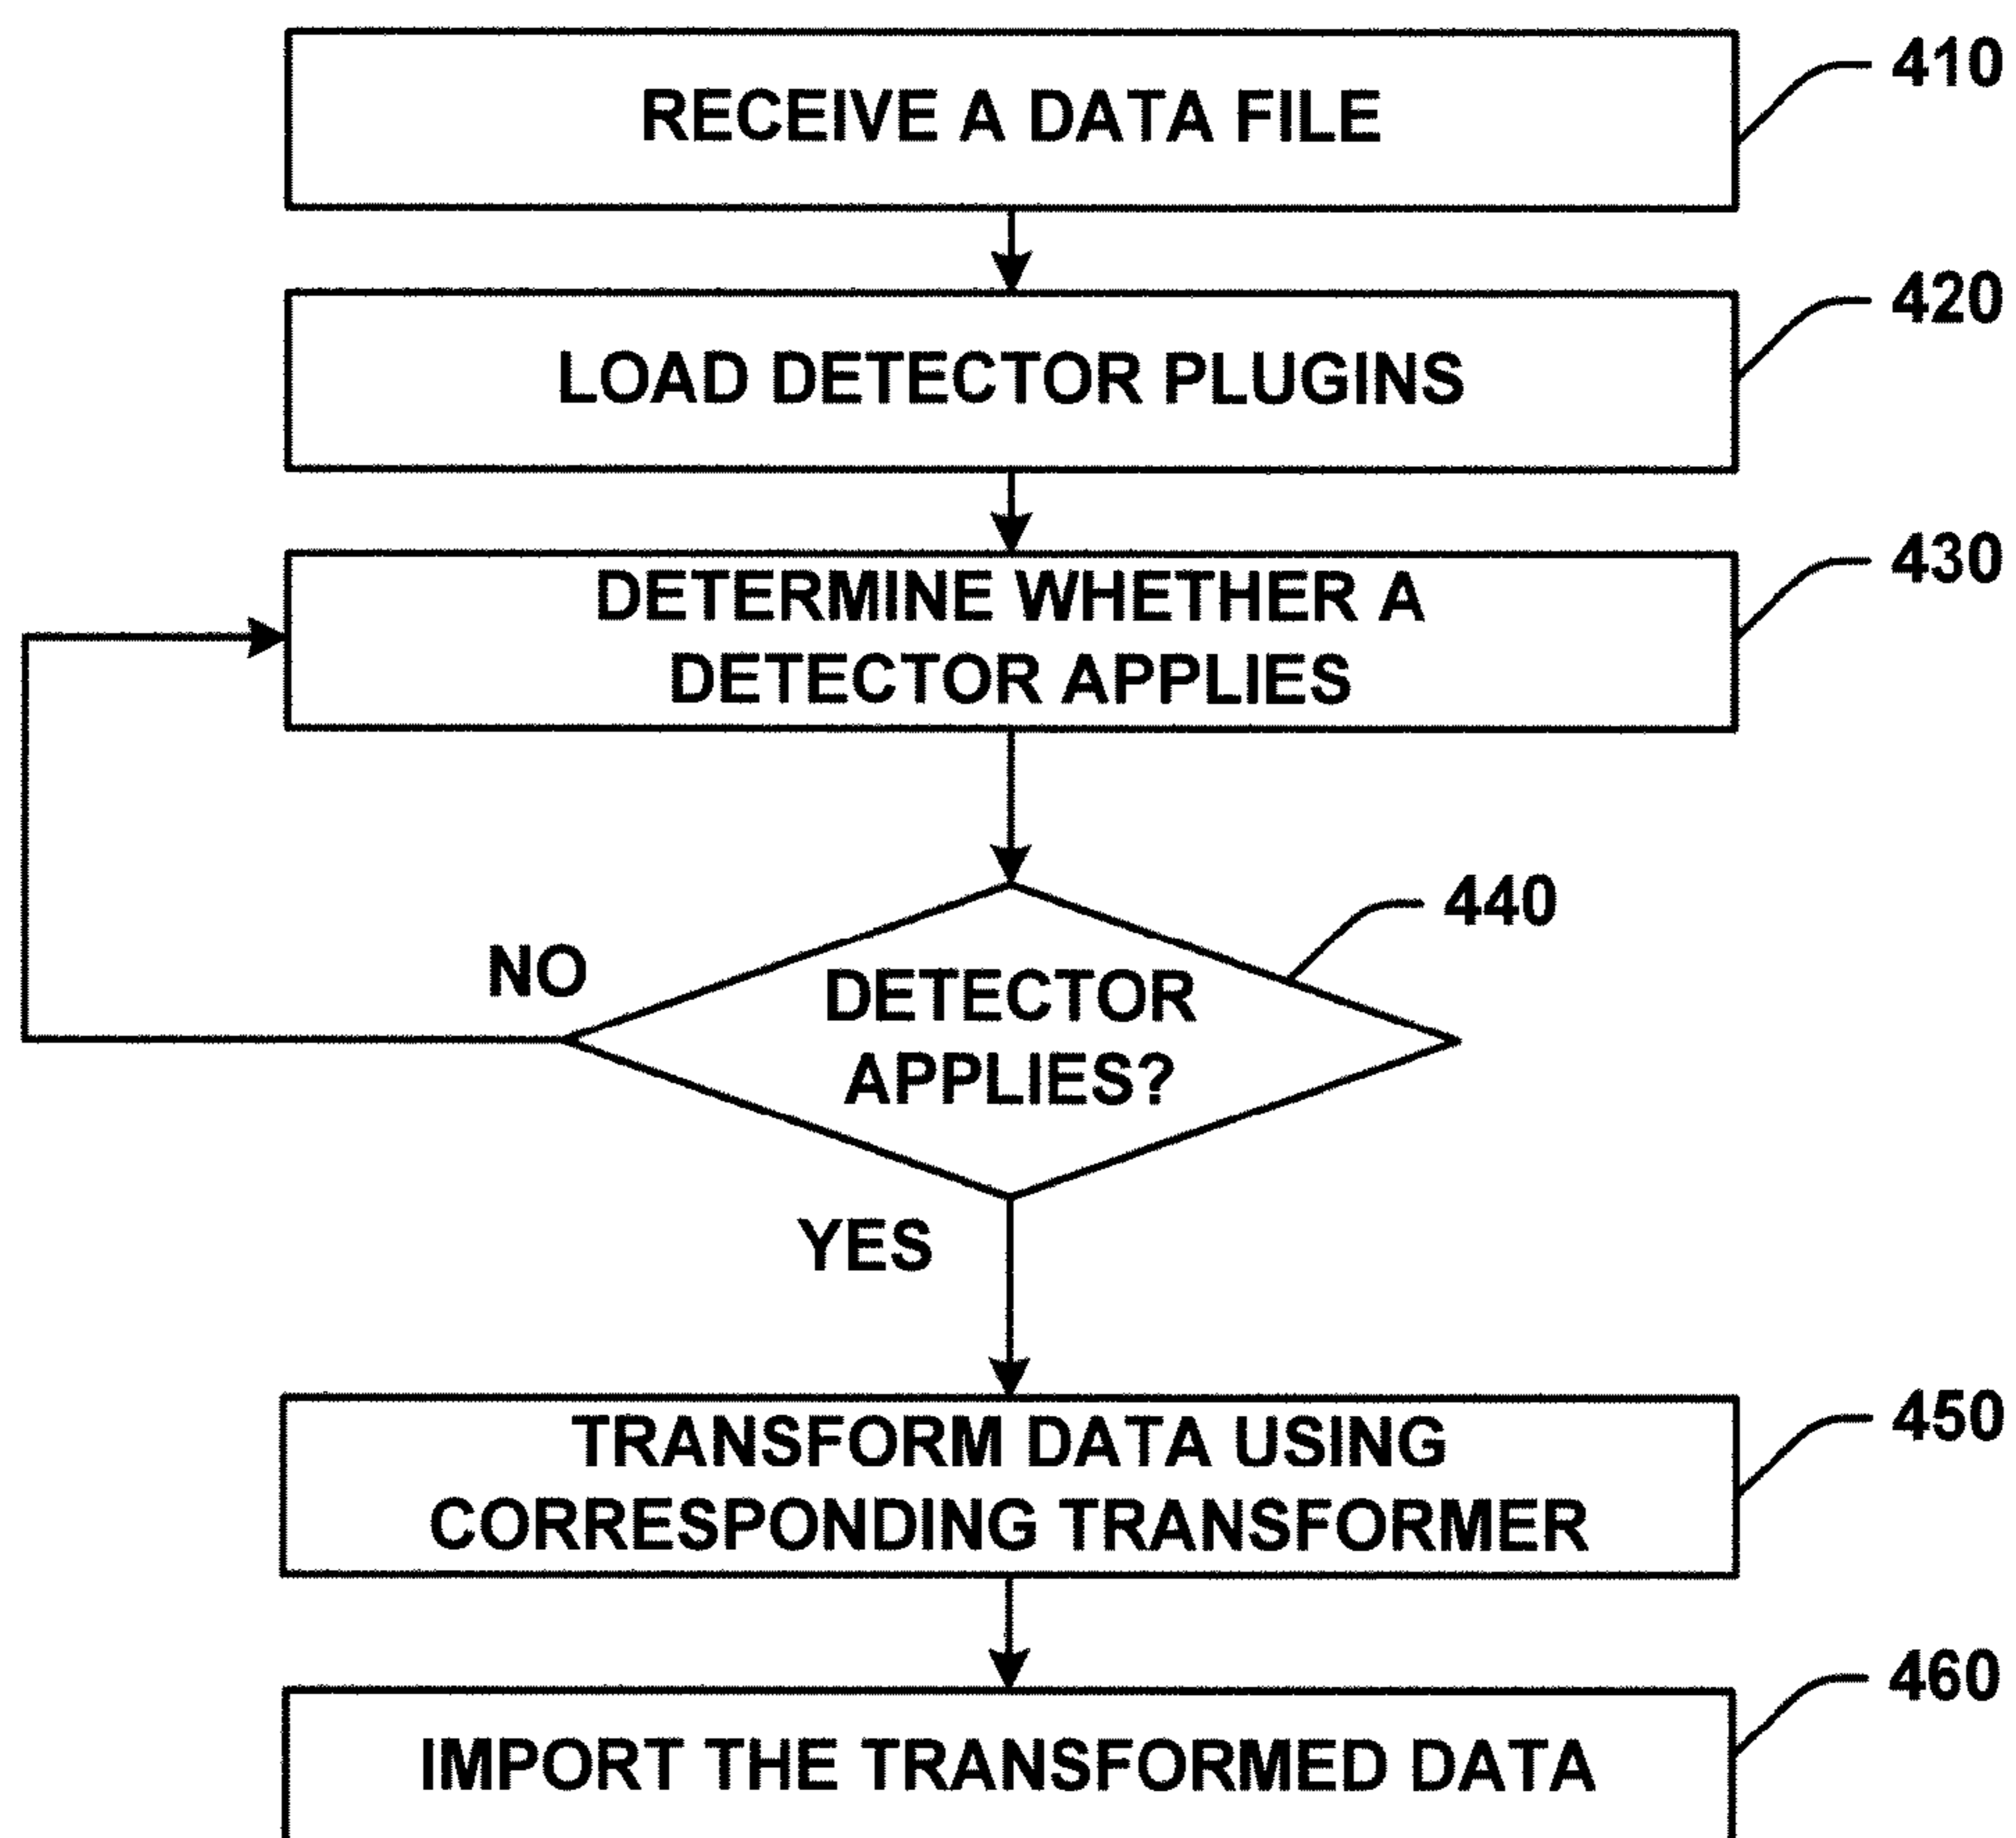 RECEIVE A DATA FILE
410
LOAD DETECTOR PLUGINS
420
DETERMINE WHETHER A
DETECTOR APPLIES
430
440
NO
DETECTOR
APPLIES?
YES
TRANSFORM DATA USING
CORRESPONDING TRANSFORMER
450
IMPORT THE TRANSFORMED DATA
460